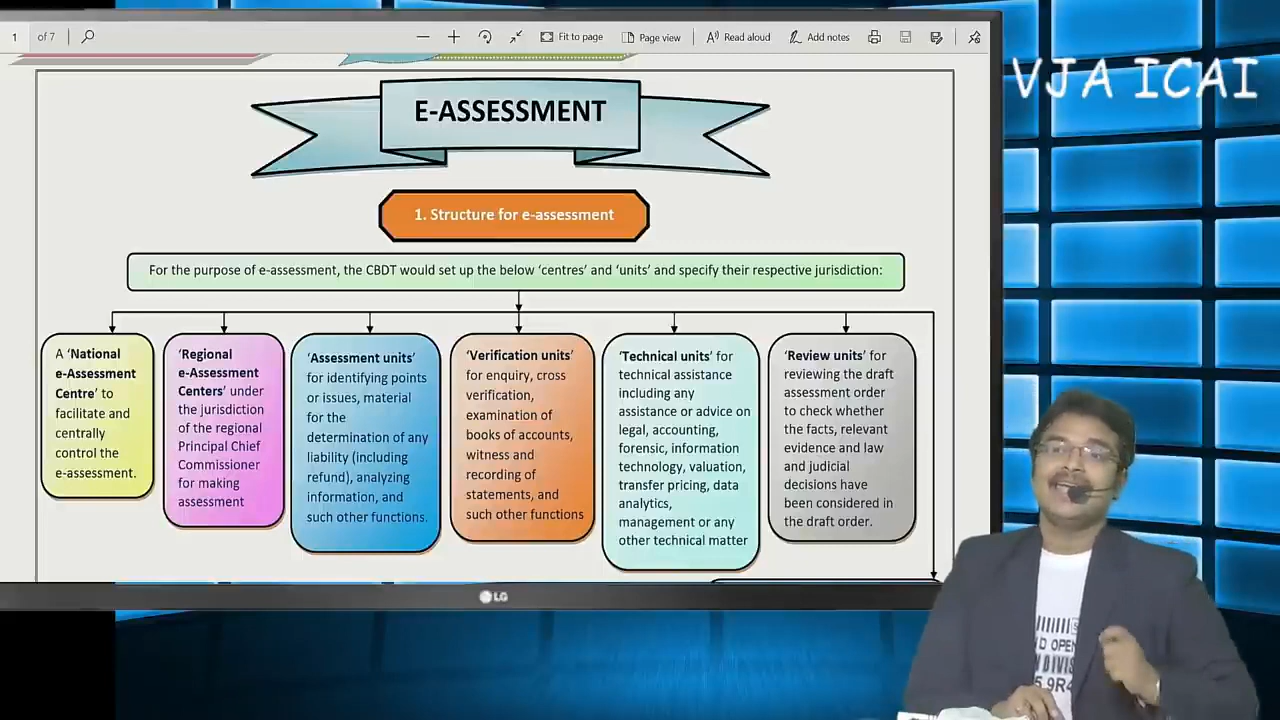 1 of 7
Fit to page
Page view
Read aloud
Add notes
VJA ICAI
E-ASSESSMENT
1. Structure for e-assessment
For the purpose of e-assessment, the CBDT would set up the below ‘centres’ and ‘units’ and specify their respective jurisdiction:
A ‘National
e-Assessment
Centre’ to
facilitate and
centrally
control the
e-assessment.
‘Regional
e-Assessment
Centers’ under
the jurisdiction
of the regional
Principal Chief
Commissioner
for making
assessment
‘Assessment units’
for identifying points
or issues, material
for the
determination of any
liability (including
refund), analyzing
information, and
such other functions.
‘Verification units’
for enquiry, cross
verification,
examination of
books of accounts,
witness and
recording of
statements, and
such other functions
‘Technical units’ for
technical assistance
including any
assistance or advice on
legal, accounting,
forensic, information
technology, valuation,
transfer pricing, data
analytics,
management or any
other technical matter
‘Review units’ for
reviewing the draft
assessment order
to check whether
the facts, relevant
evidence and law
and judicial
decisions have
been considered in
the draft order.
LG